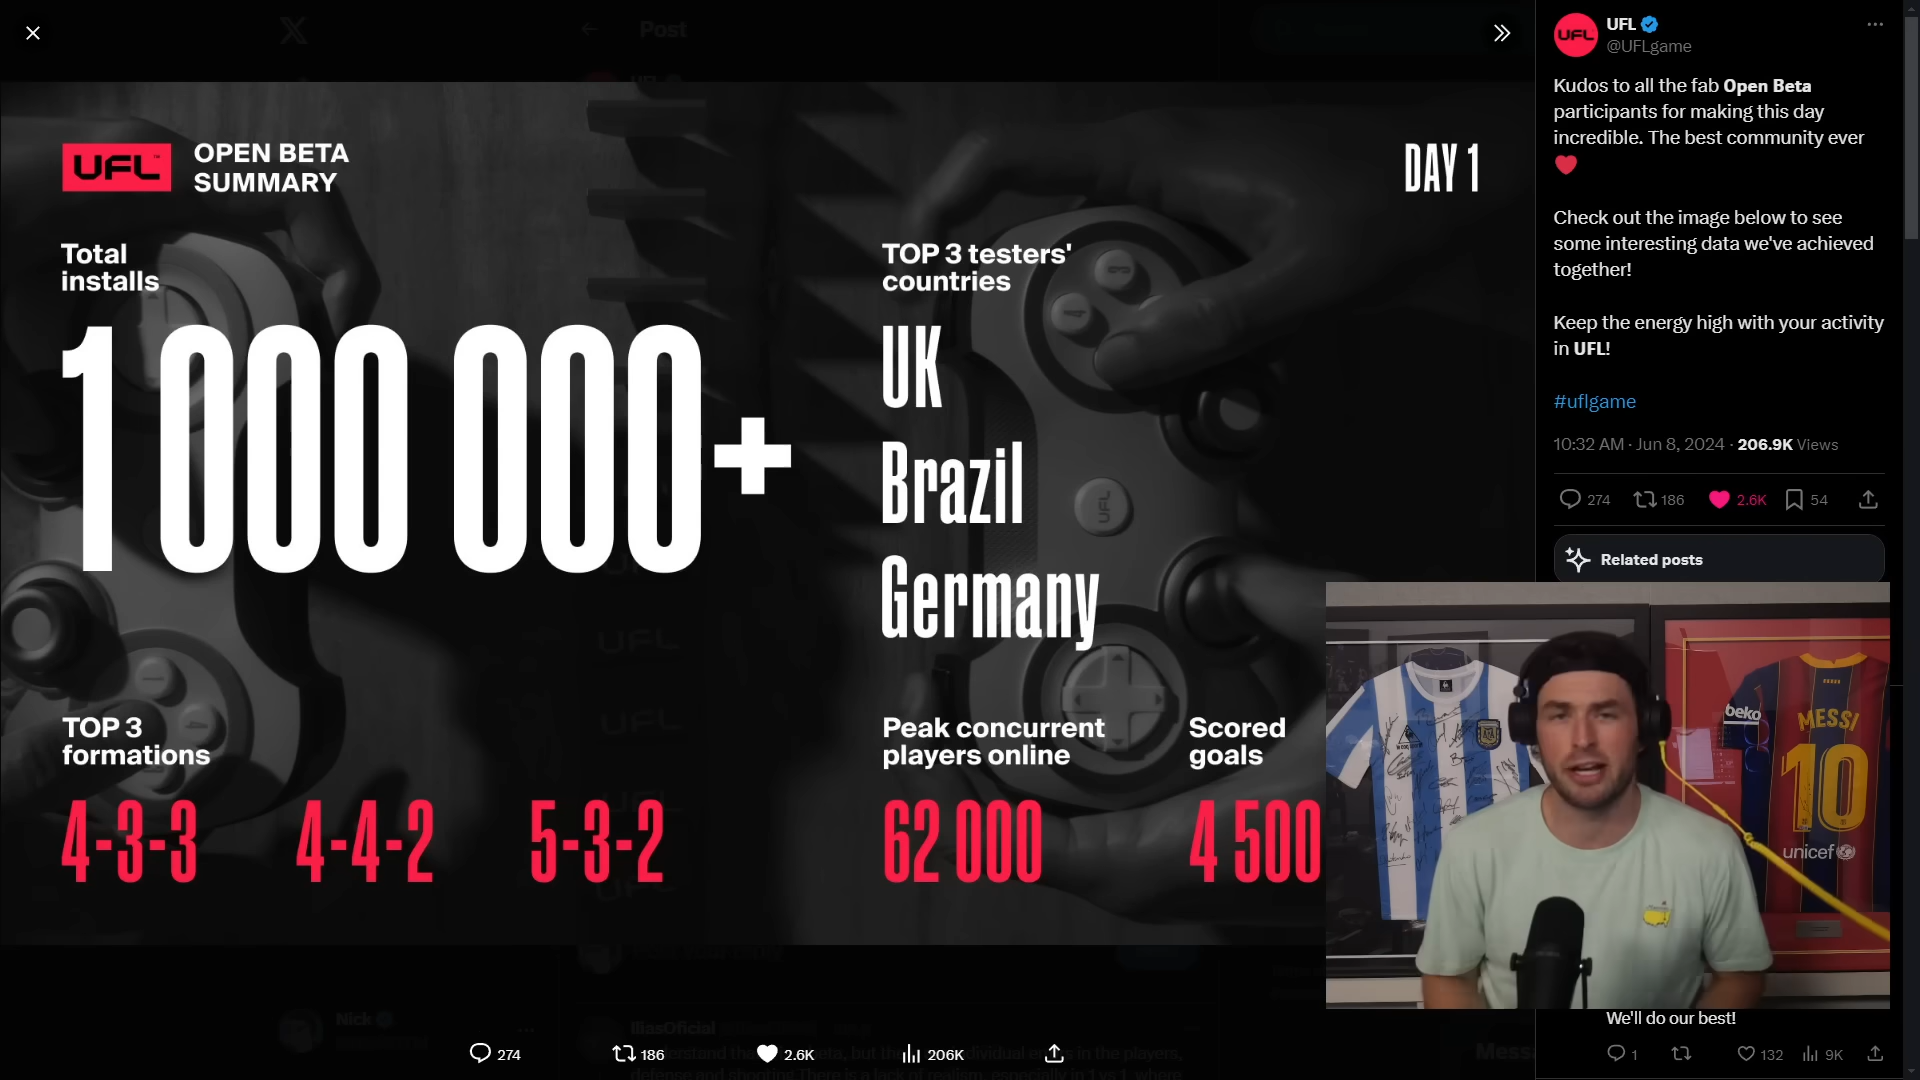 Post
UFL
OPEN BETA
SUMMARY
DAY 1
Total
installs
1 000 000+
TOP 3 testers'
countries
UK
Brazil
Germany
TOP 3
formations
4-3-3
4-4-2
5-3-2
Peak concurrent
players online
62 000
Scored
goals
4 500
UFL
@UFLgame
Kudos to all the fab Open Beta
participants for making this day
incredible. The best community ever
❤️
Check out the image below to see
some interesting data we've achieved
together!
Keep the energy high with your activity
in UFL!
#uflgame
10:32 AM · Jun 8, 2024 · 206.9K Views
274
186
2.6K
54
Related posts
beko
MESSI
10
unicef
We'll do our best!
1
132
9K
Nick
IliasOficial
274
186
2.6K
206K